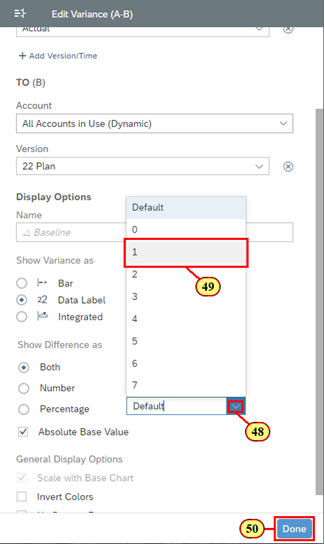 Edit Variance (A-B)
Actual
+ Add Version/Time
TO (B)
Account
All Accounts in Use (Dynamic)
Version
22 Plan
Display Options
Name
Baseline
Default
0
1
2
3
4
5
6
7
49
Show Variance as
Bar
22 Data Label
Integrated
Show Difference as
Both
Number
Percentage
Default
48
Absolute Base Value
General Display Options
Scale with Base Chart
Invert Colors
50
Done